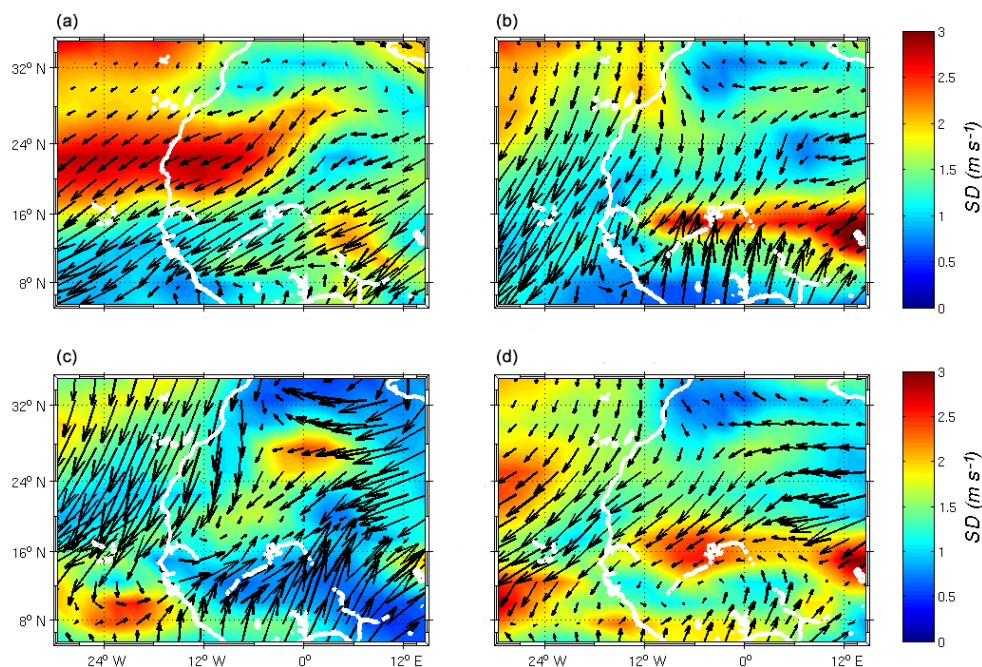 (a)
(b)
32° N
24° N
16° N
8° N
32° N
24° N
16° N
8° N
3
2.5
2
1.5
1
0.5
0
SD (m s⁻¹)
(c)
(d)
32° N
24° N
16° N
8° N
32° N
24° N
16° N
8° N
3
2.5
2
1.5
1
0.5
0
SD (m s⁻¹)
24° W
12° W
0°
12° E
24° W
12° W
0°
12° E